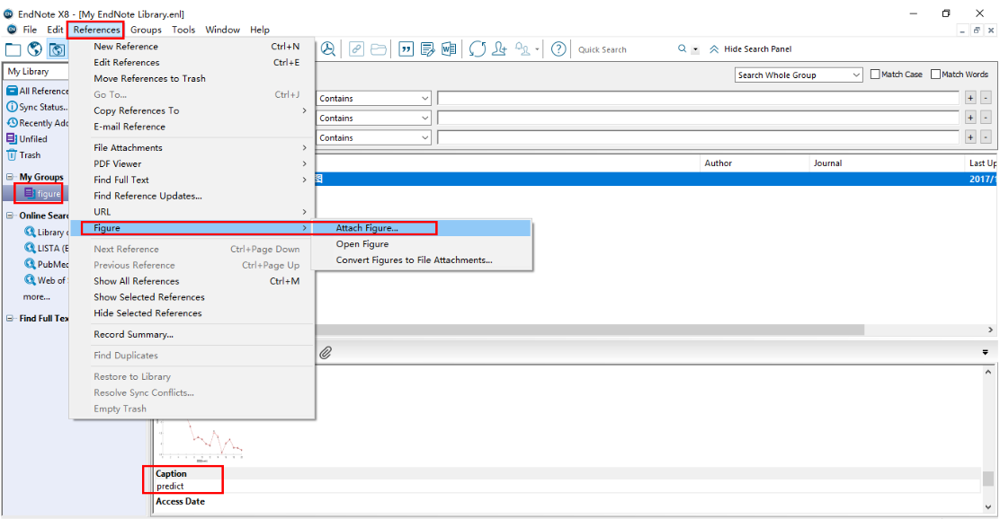 EndNote X8 - [My EndNote Library.enl]
File Edit References Groups Tools Window Help
Quick Search
Hide Search Panel
My Library
All Reference
Sync Status..
Recently Add
Unfiled
Trash
My Groups
figure
Online Sear
Library
LISTA (E
PubMed
Web of
more...
Find Full Tex
New Reference Ctrl+N
Edit References Ctrl+E
Move References to Trash
Go To... Ctrl+J
Copy References To
E-mail Reference
File Attachments
PDF Viewer
Find Full Text
Find Reference Updates...
URL
Figure
Next Reference Ctrl+Page Down
Previous Reference Ctrl+Page Up
Show All References Ctrl+M
Show Selected References
Hide Selected References
Record Summary...
Find Duplicates
Restore to Library
Resolve Sync Conflicts...
Empty Trash
Attach Figure...
Open Figure
Convert Figures to File Attachments...
Search Whole Group
Match Case
Match Words
Contains
Contains
Contains
Author Journal Last Up
图 2017/1
Caption
predict
Access Date